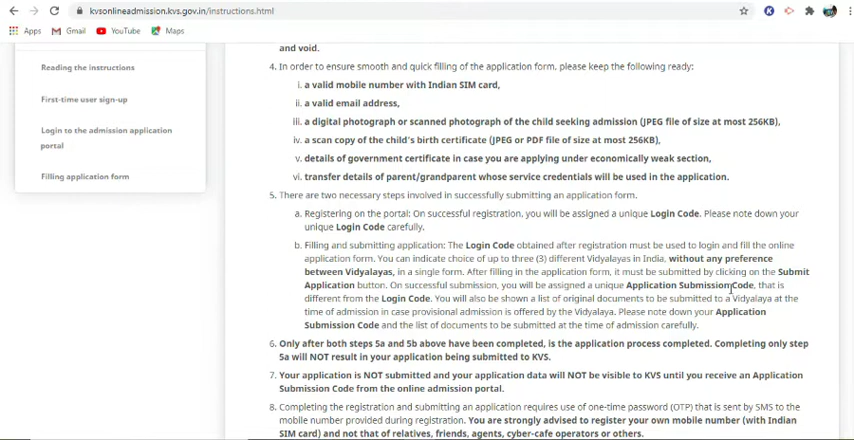 kvsonlineadmission.kvs.gov.in/instructions.html
Apps Gmail YouTube Maps
Reading the instructions
First-time user sign-up
Login to the admission application
portal
Filling application form
and void.
4. In order to ensure smooth and quick filling of the application form, please keep the following ready:
i. a valid mobile number with Indian SIM card,
ii. a valid email address,
iii. a digital photograph or scanned photograph of the child seeking admission (JPEG file of size at most 256KB),
iv. a scan copy of the child's birth certificate (JPEG or PDF file of size at most 256KB),
v. details of government certificate in case you are applying under economically weak section,
vi. transfer details of parent/grandparent whose service credentials will be used in the application.
5. There are two necessary steps involved in successfully submitting an application form.
a. Registering on the portal: On successful registration, you will be assigned a unique Login Code. Please note down your
unique Login Code carefully.
b. Filling and submitting application: The Login Code obtained after registration must be used to login and fill the online
application form. You can indicate choice of up to three (3) different Vidyalayas in India, without any preference
between Vidyalayas, in a single form. After filling in the application form, it must be submitted by clicking on the Submit
Application button. On successful submission, you will be assigned a unique Application Submission Code, that is
different from the Login Code. You will also be shown a list of original documents to be submitted to a Vidyalaya at the
time of admission in case provisional admission is offered by the Vidyalaya. Please note down your Application
Submission Code and the list of documents to be submitted at the time of admission carefully.
6. Only after both steps 5a and 5b above have been completed, is the application process completed. Completing only step
5a will NOT result in your application being submitted to KVS.
7. Your application is NOT submitted and your application data will NOT be visible to KVS until you receive an Application
Submission Code from the online admission portal.
8. Completing the registration and submitting an application requires use of one-time password (OTP) that is sent by SMS to the
mobile number provided during registration. You are strongly advised to register your own mobile number (with Indian
SIM card) and not that of relatives, friends, agents, cyber-cafe operators or others.